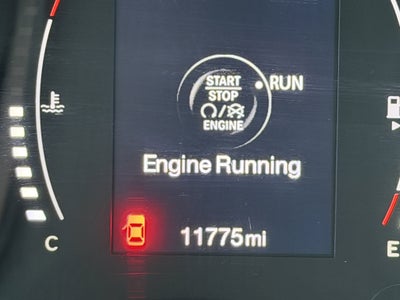 START
STOP
RUN
ENGINE
Engine Running
11775mi
C
E